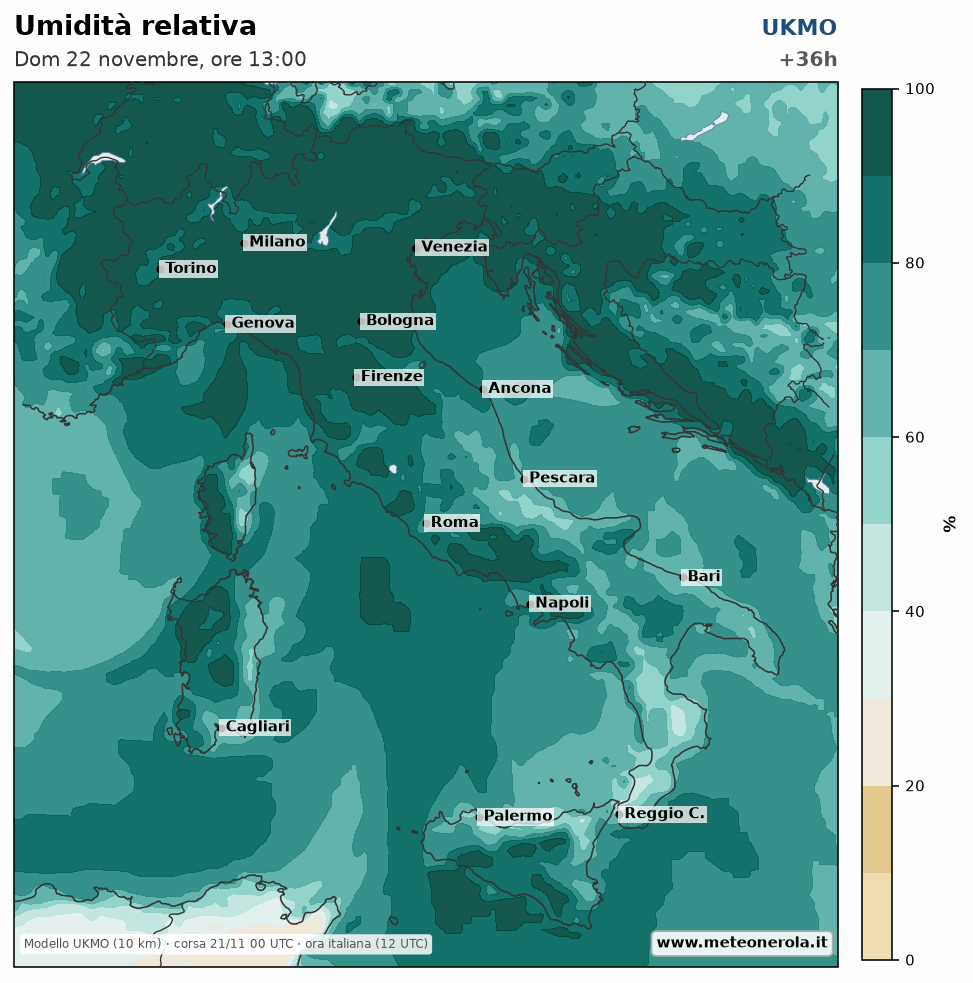 Umidità relativa
UKMO
Dom 22 novembre, ore 13:00
+36h
100
80
60
40
20
0
%
Milano
Venezia
Torino
Genova
Bologna
Firenze
Ancona
Pescara
Roma
Bari
Napoli
Cagliari
Palermo
Reggio C.
Modello UKMO (10 km) · corsa 21/11 00 UTC · ora italiana (12 UTC)
www.meteonerola.it